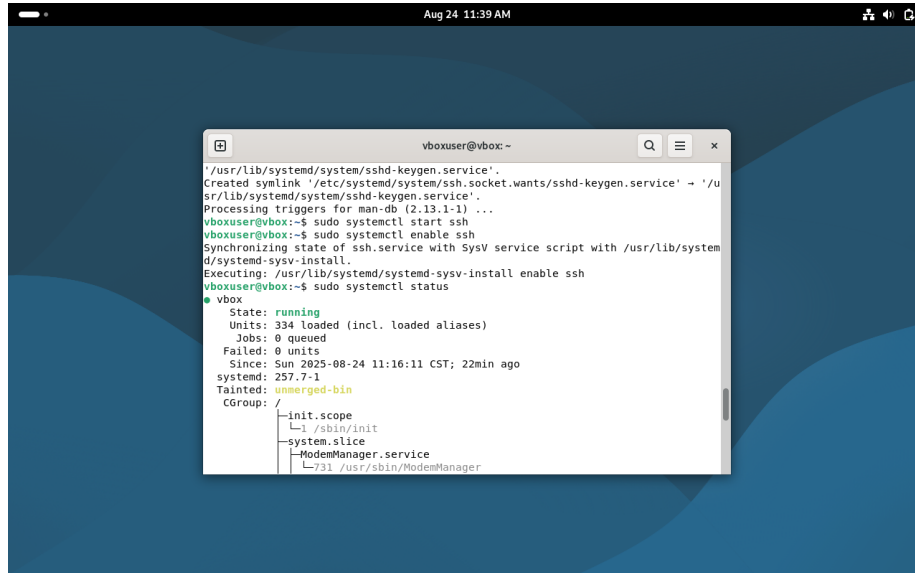 Aug 24 11:39 AM
vboxuser@vbox: ~
'/usr/lib/systemd/system/sshd-keygen.service'.
Created symlink '/etc/systemd/system/ssh.socket.wants/sshd-keygen.service' → '/u
sr/lib/systemd/system/sshd-keygen.service'.
Processing triggers for man-db (2.13.1-1) ...
vboxuser@vbox:~$ sudo systemctl start ssh
vboxuser@vbox:~$ sudo systemctl enable ssh
Synchronizing state of ssh.service with SysV service script with /usr/lib/system
d/systemd-sysv-install.
Executing: /usr/lib/systemd/systemd-sysv-install enable ssh
vboxuser@vbox:~$ sudo systemctl status
● vbox
    State: running
    Units: 334 loaded (incl. loaded aliases)
     Jobs: 0 queued
   Failed: 0 units
    Since: Sun 2025-08-24 11:16:11 CST; 22min ago
  systemd: 257.7-1
  Tainted: unmerged-bin
   CGroup: /
           ├─init.scope
           │ └─1 /sbin/init
           ├─system.slice
           │ ├─ModemManager.service
           │ │ └─731 /usr/sbin/ModemManager